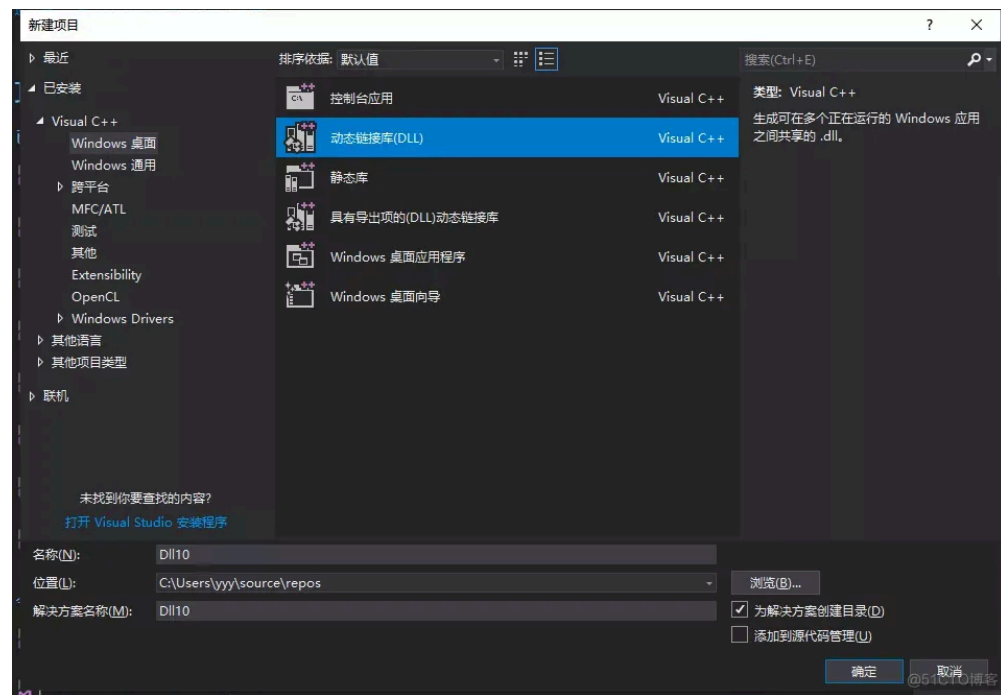 新建项目
? ×
最近
已安装
Visual C++
Windows 桌面
Windows 通用
跨平台
MFC/ATL
测试
其他
Extensibility
OpenCL
Windows Drivers
其他语言
其他项目类型
联机
未找到你要查找的内容?
打开 Visual Studio 安装程序
排序依据: 默认值
控制台应用 Visual C++
动态链接库(DLL) Visual C++
静态库 Visual C++
具有导出项的(DLL)动态链接库 Visual C++
Windows 桌面应用程序 Visual C++
Windows 桌面向导 Visual C++
搜索(Ctrl+E)
类型: Visual C++
生成可在多个正在运行的 Windows 应用
之间共享的 .dll。
名称(N): Dll10
位置(L): C:\Users\yyy\source\repos 浏览(B)...
解决方案名称(M): Dll10 为解决方案创建目录(D)
添加到源代码管理(U)
确定 取消
@51CTO博客